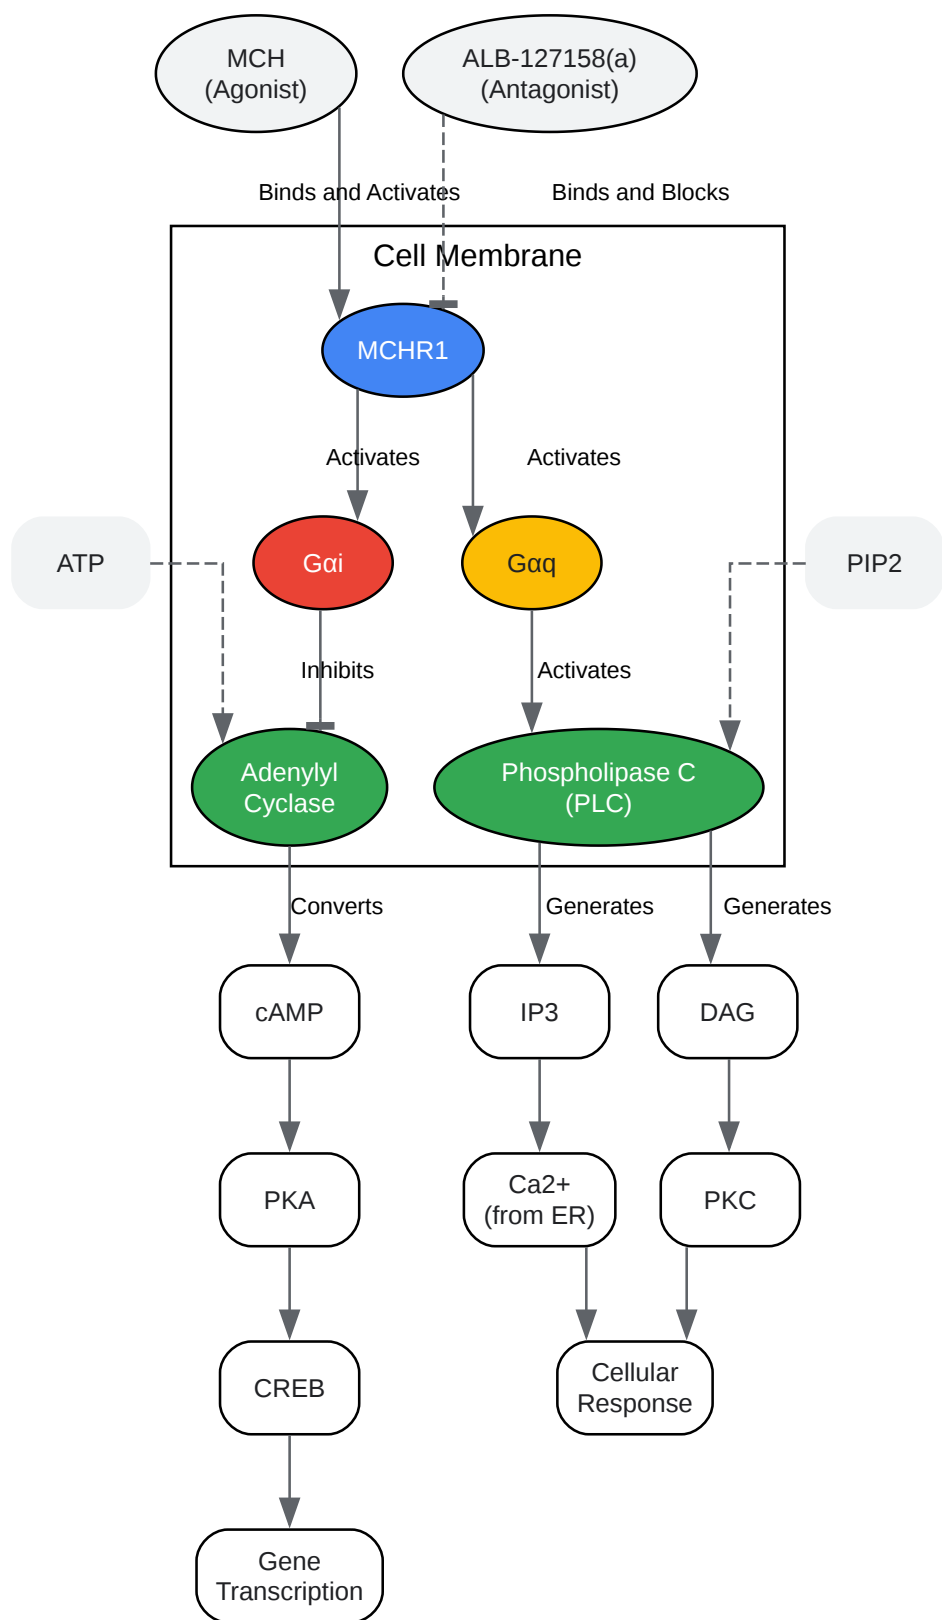 MCH
(Agonist)
ALB-127158(a)
(Antagonist)
Binds and Activates
Binds and Blocks
Cell Membrane
MCHR1
Activates
Activates
ATP
Gαi
Gαq
PIP2
Inhibits
Activates
Adenylyl
Cyclase
Phospholipase C
(PLC)
Converts
Generates
Generates
cAMP
IP3
DAG
PKA
Ca2+
(from ER)
PKC
CREB
Cellular
Response
Gene
Transcription